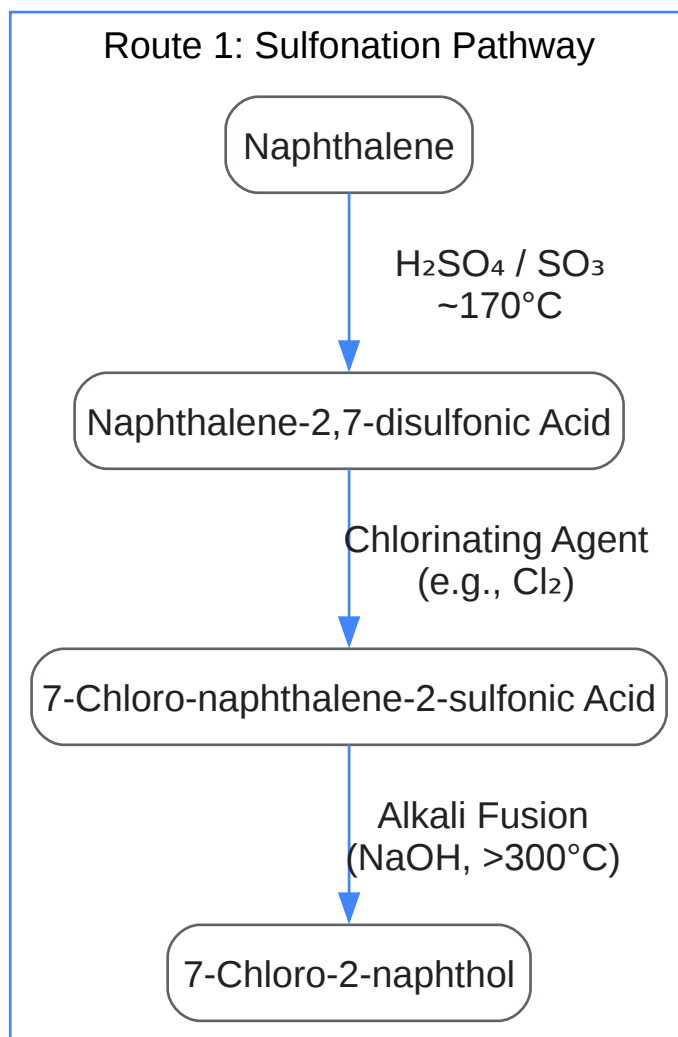 Route 1: Sulfonation Pathway
Naphthalene
H₂SO₄ / SO₃
~170°C
Naphthalene-2,7-disulfonic Acid
Chlorinating Agent
(e.g., Cl₂)
7-Chloro-naphthalene-2-sulfonic Acid
Alkali Fusion
(NaOH, >300°C)
7-Chloro-2-naphthol